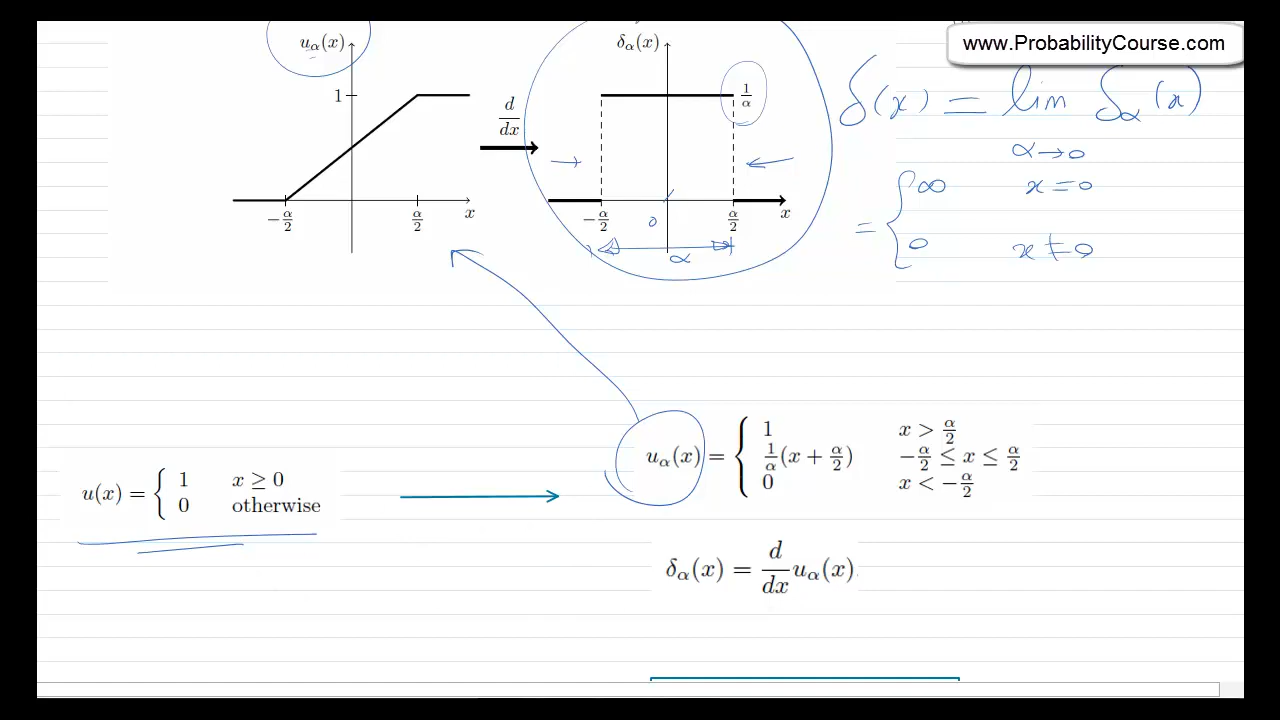 www.ProbabilityCourse.com
u_α(x)
1
-α/2
α/2
x
d/dx
δ_α(x)
1/α
-α/2
0
α/2
x
α
δ(x) = lim δ_α(x)
α→0
= { ∞ x = 0
0 x ≠ 0
u(x) = { 1 x ≥ 0
0 otherwise
u_α(x) = { 1 x > α/2
1/α(x + α/2) -α/2 ≤ x ≤ α/2
0 x < -α/2
δ_α(x) = d/dx u_α(x)